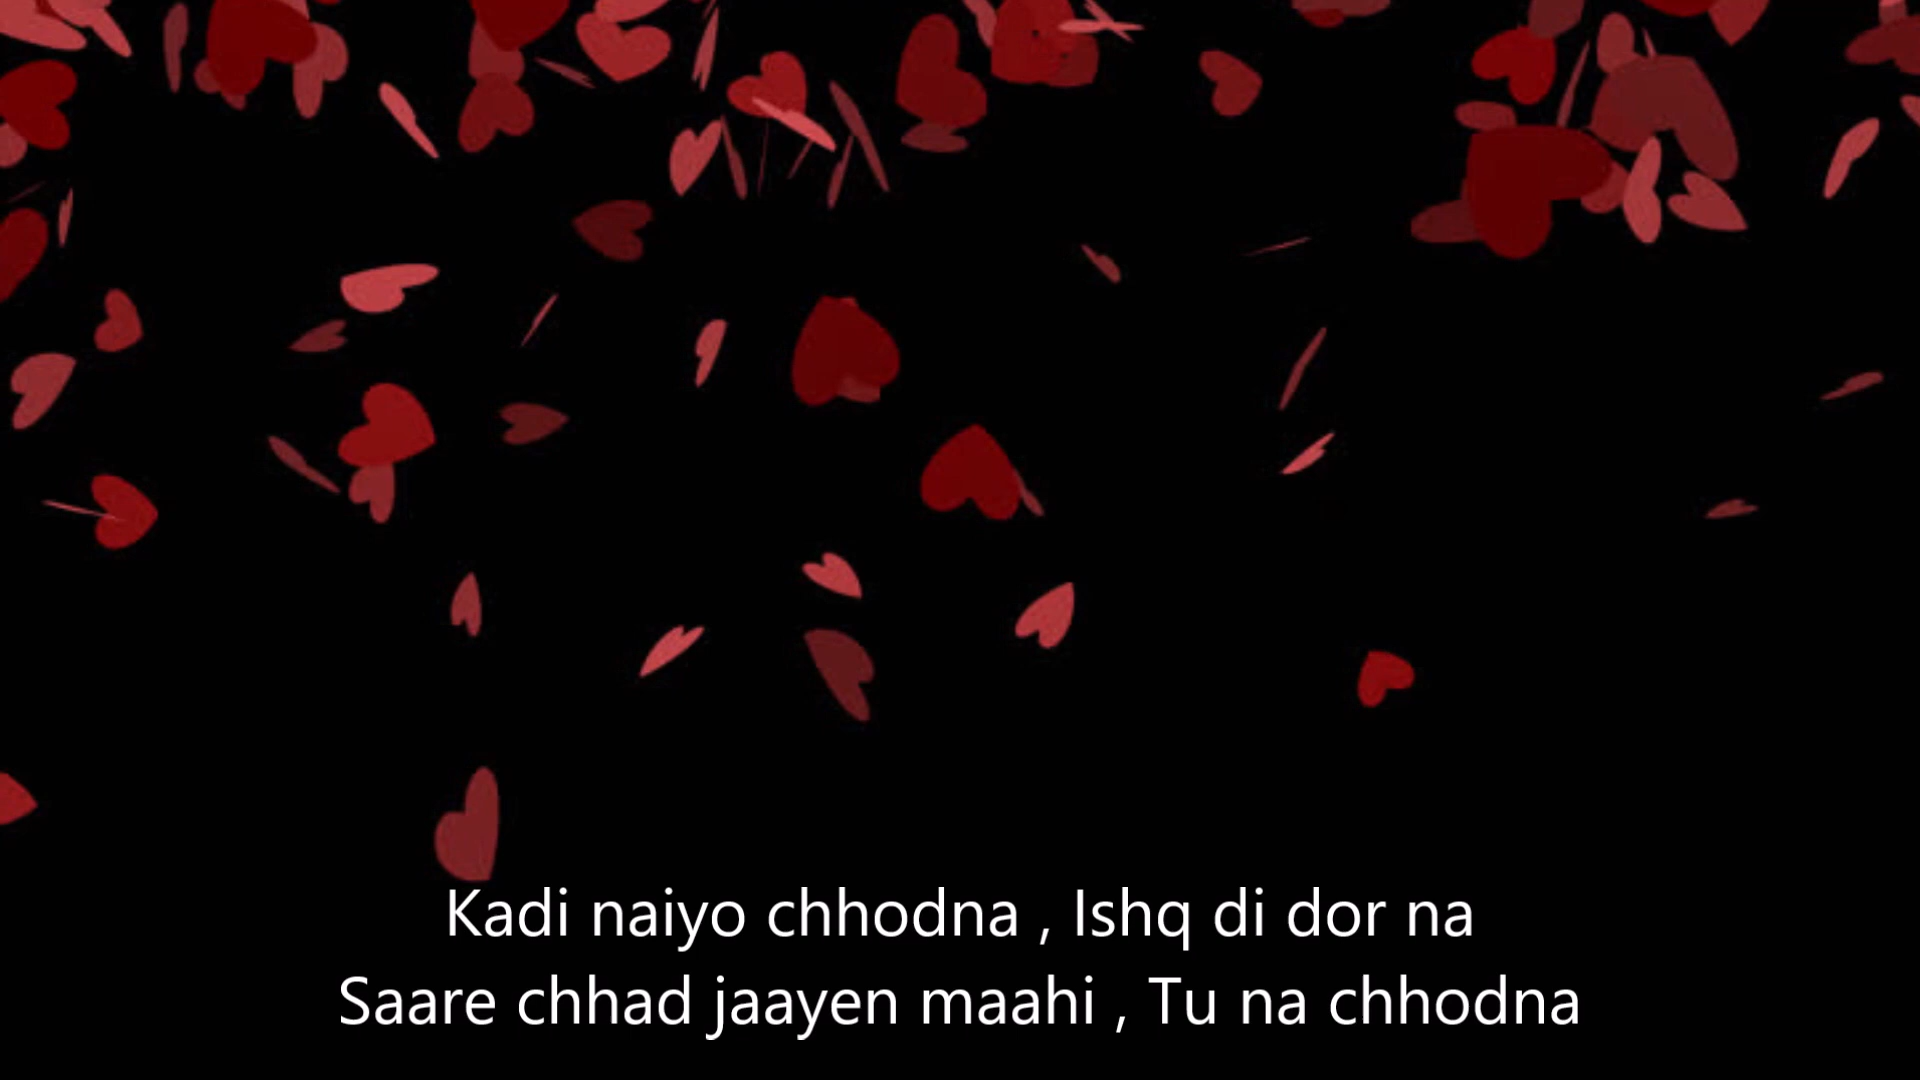 Kadi naiyo chhodna , Ishq di dor na
Saare chhad jaayen maahi , Tu na chhodna